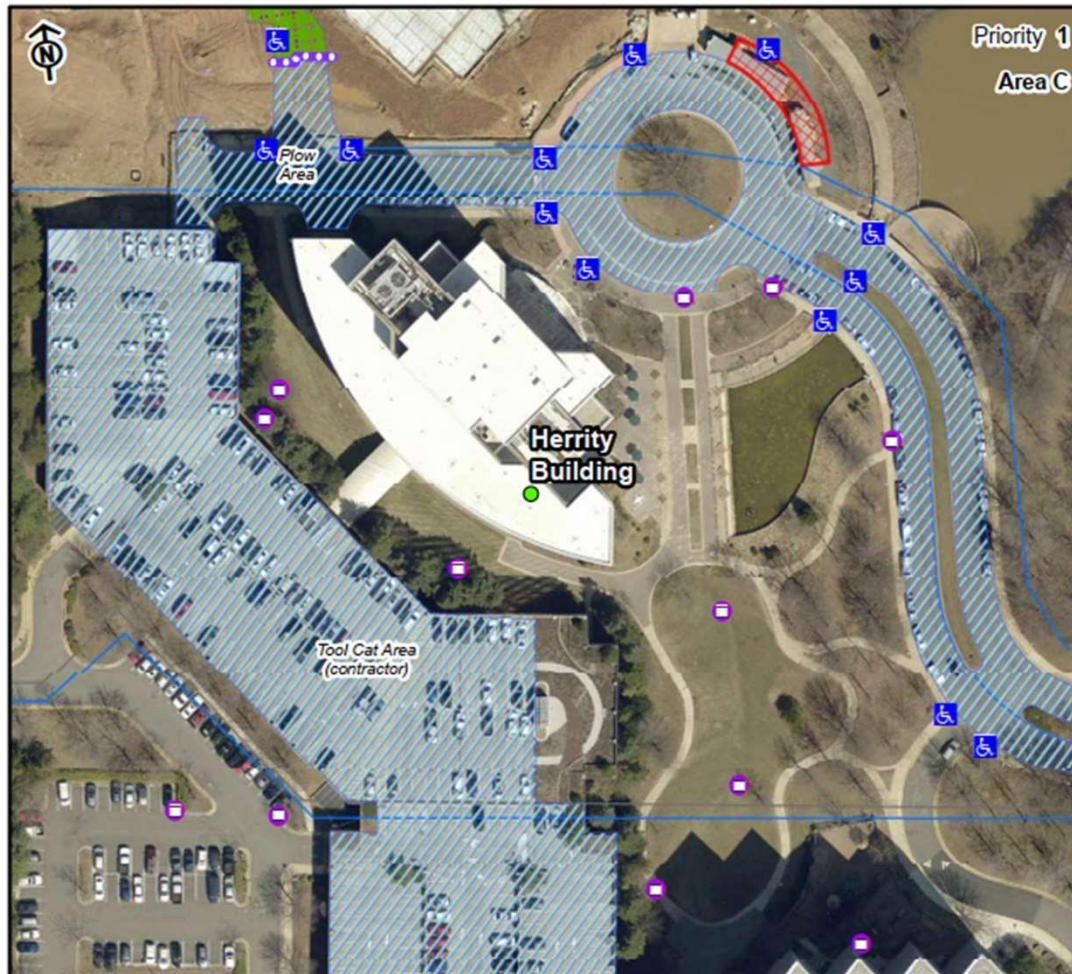 N
Priority 1
Area C
Plow
Area
Herrity
Building
Tool Cat Area
(contractor)